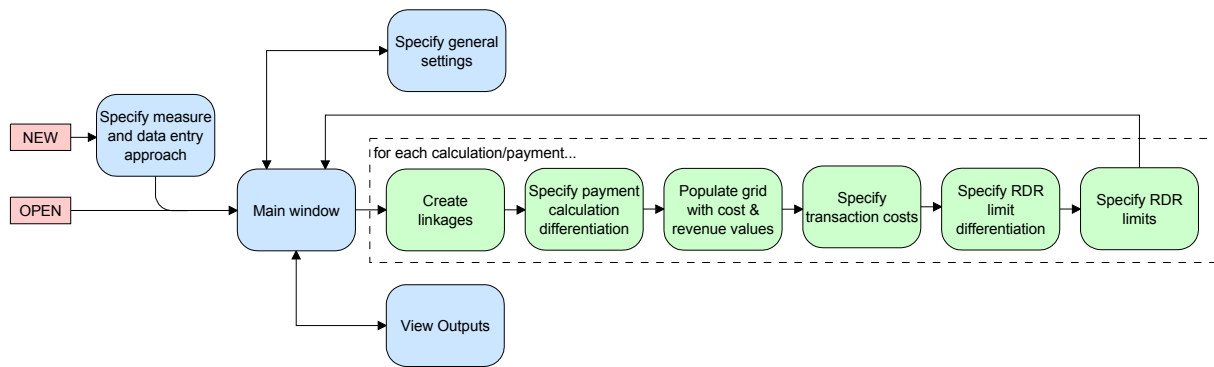 Specify general
settings
NEW
Specify measure
and data entry
approach
OPEN
Main window
for each calculation/payment...
Create
linkages
Specify payment
calculation
differentiation
Populate grid
with cost &
revenue values
Specify
transaction costs
Specify RDR
limit
differentiation
Specify RDR
limits
View Outputs